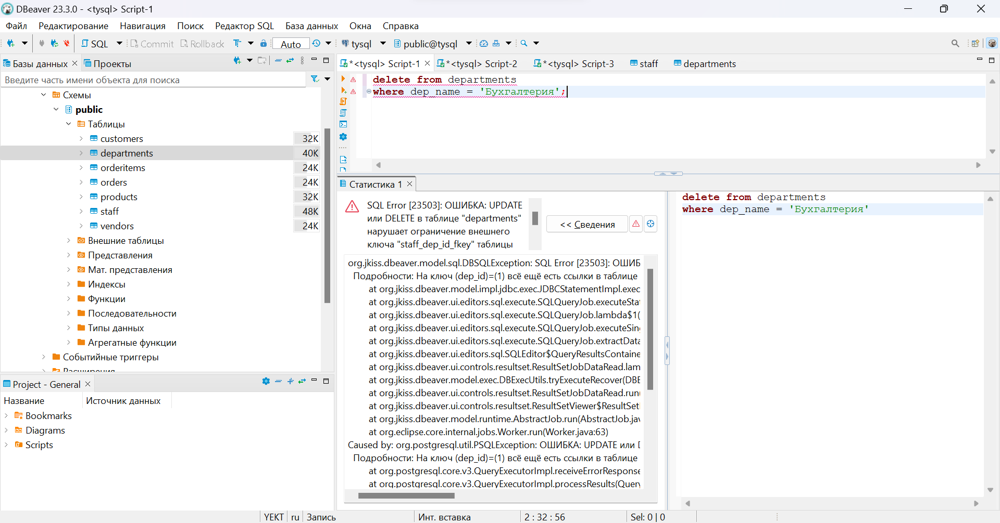 DBeaver 23.3.0 - <tysql> Script-1
Файл Редактирование Навигация Поиск Редактор SQL База данных Окна Справка
SQL Commit Rollback Auto tysql public@tysql
Базы данных Проекты
*<tysql> Script-1 *<tysql> Script-2 *<tysql> Script-3 staff departments
Введите часть имени объекта для поиска
Схемы
public
Таблицы
customers 32K
departments 40K
orderitems 24K
orders 24K
products 32K
staff 48K
vendors 24K
Внешние таблицы
Представления
Мат. представления
Индексы
Функции
Последовательности
Типы данных
Агрегатные функции
Событийные триггеры
Расширения
Project - General
Название Источник данных
Bookmarks
Diagrams
Scripts
delete from departments
where dep_name = 'Бухгалтерия';
Статистика 1
SQL Error [23503]: ОШИБКА: UPDATE
или DELETE в таблице "departments"
нарушает ограничение внешнего
ключа "staff_dep_id_fkey" таблицы
<< Сведения
org.jkiss.dbeaver.model.sql.DBSQLException: SQL Error [23503]: ОШИБ
Подробности: На ключ (dep_id)=(1) всё ещё есть ссылки в таблице
at org.jkiss.dbeaver.model.impl.jdbc.exec.JDBCStatementImpl.exec
at org.jkiss.dbeaver.ui.editors.sql.execute.SQLQueryJob.executeSta
at org.jkiss.dbeaver.ui.editors.sql.execute.SQLQueryJob.lambda$1(
at org.jkiss.dbeaver.ui.editors.sql.execute.SQLQueryJob.executeSin
at org.jkiss.dbeaver.ui.editors.sql.execute.SQLQueryJob.extractData
at org.jkiss.dbeaver.ui.editors.sql.SQLEditor$QueryResultsContaine
at org.jkiss.dbeaver.ui.controls.resultset.ResultSetJobDataRead.lam
at org.jkiss.dbeaver.model.exec.DBExecUtils.tryExecuteRecover(DBE
at org.jkiss.dbeaver.ui.controls.resultset.ResultSetJobDataRead.run(
at org.jkiss.dbeaver.ui.controls.resultset.ResultSetViewer$ResultSet
at org.jkiss.dbeaver.model.runtime.AbstractJob.run(AbstractJob.jav
at org.eclipse.core.internal.jobs.Worker.run(Worker.java:63)
Caused by: org.postgresql.util.PSQLException: ОШИБКА: UPDATE или D
Подробности: На ключ (dep_id)=(1) всё ещё есть ссылки в таблице
at org.postgresql.core.v3.QueryExecutorImpl.receiveErrorResponse
at org.postgresql.core.v3.QueryExecutorImpl.processResults(Query
delete from departments
where dep_name = 'Бухгалтерия'
YEKT ru Запись Инт. вставка 2 : 32 : 56 Sel: 0 | 0